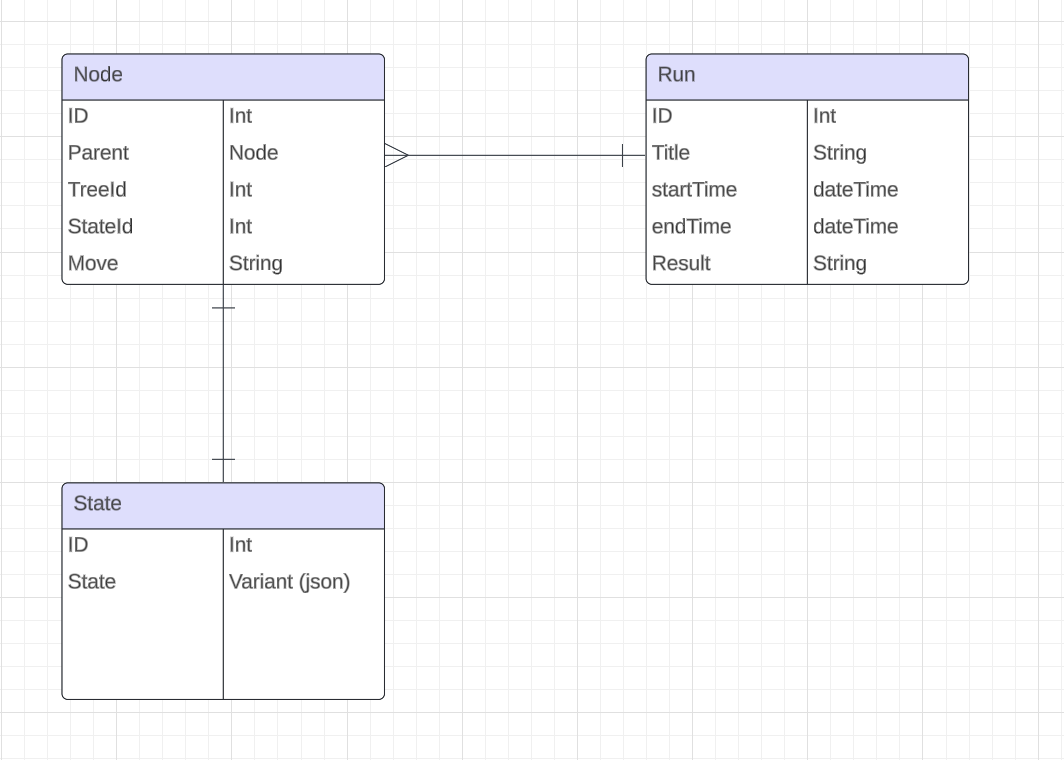 Node
ID Int
Parent Node
TreeId Int
StateId Int
Move String
Run
ID Int
Title String
startTime dateTime
endTime dateTime
Result String
State
ID Int
State Variant (json)